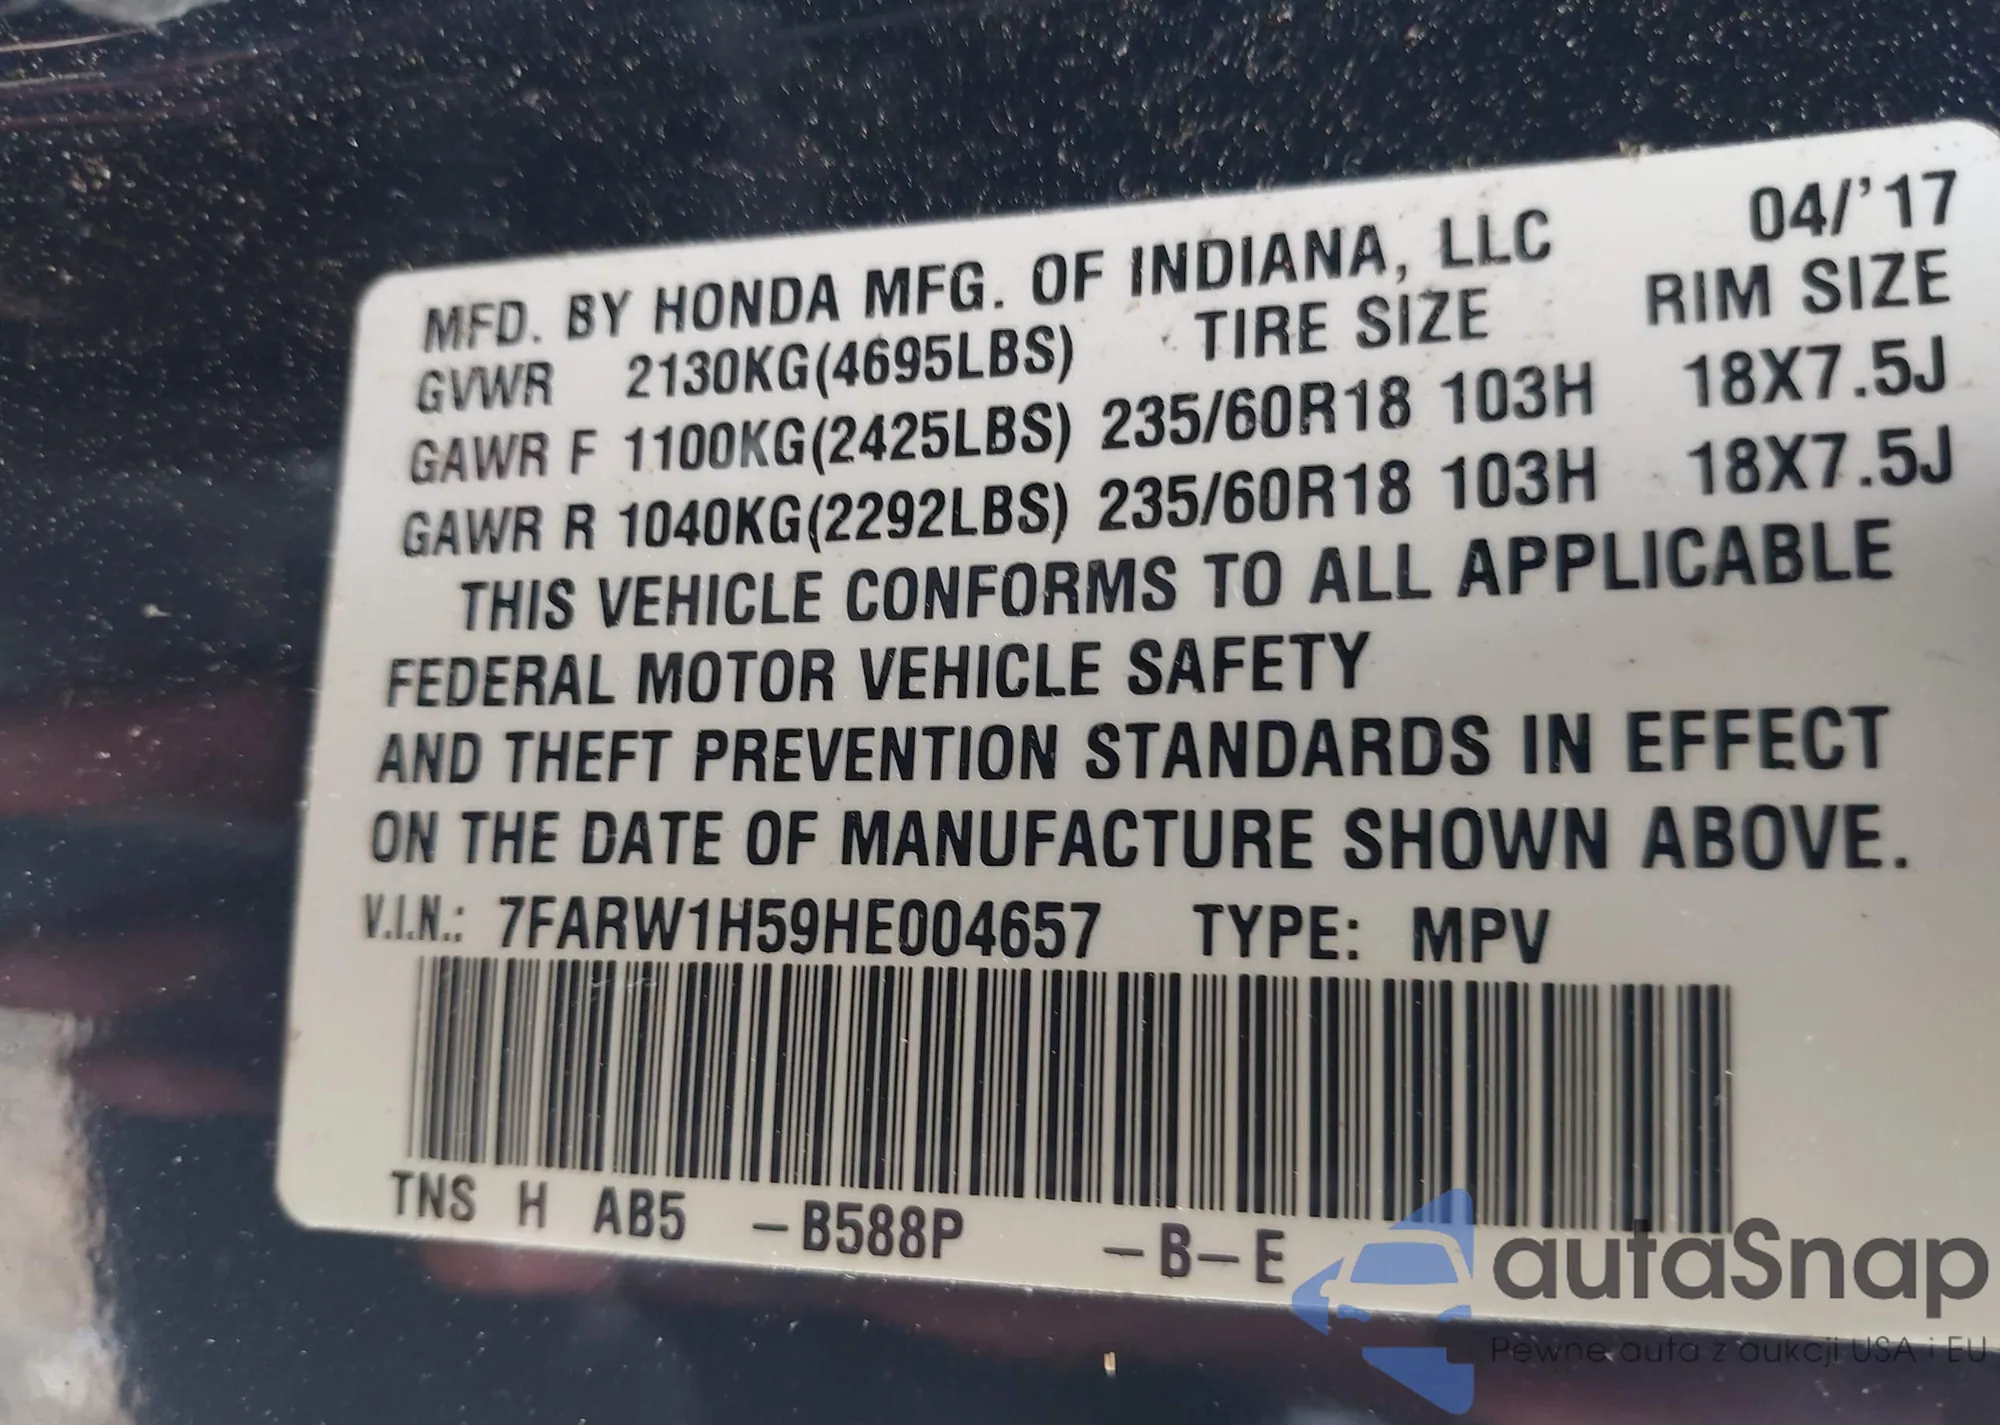 MFD. BY HONDA MFG. OF INDIANA, LLC 04/'17
GVWR 2130KG(4695LBS) TIRE SIZE RIM SIZE
GAWR F 1100KG(2425LBS) 235/60R18 103H 18X7.5J
GAWR R 1040KG(2292LBS) 235/60R18 103H 18X7.5J
THIS VEHICLE CONFORMS TO ALL APPLICABLE
FEDERAL MOTOR VEHICLE SAFETY
AND THEFT PREVENTION STANDARDS IN EFFECT
ON THE DATE OF MANUFACTURE SHOWN ABOVE.
V.I.N.: 7FARW1H59HE004657 TYPE: MPV
TNS H AB5 –B588P –B–E
autaSnap
Pewne auta z aukcji USA i EU